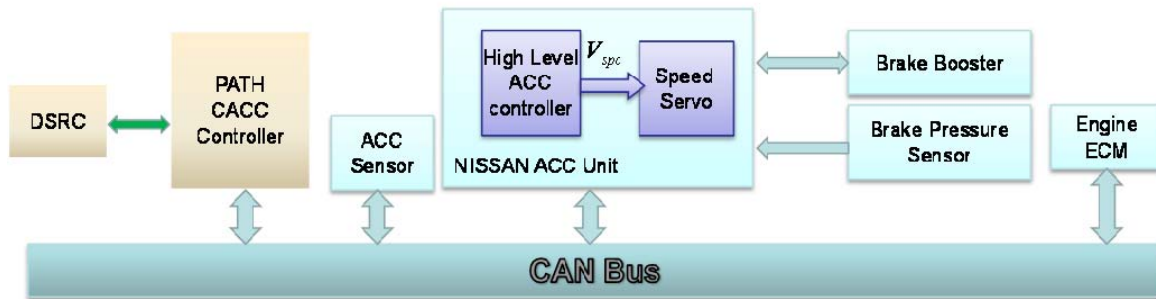 DSRC
PATH
CACC
Controller
ACC
Sensor
High Level
ACC
controller
V_spc
Speed
Servo
NISSAN ACC Unit
Brake Booster
Brake Pressure
Sensor
Engine
ECM
CAN Bus